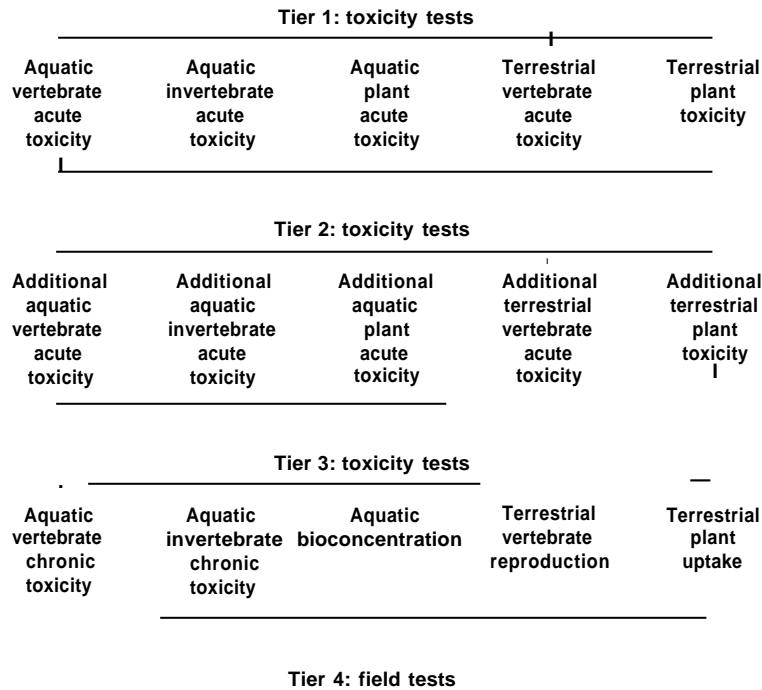 Tier 1: toxicity tests
Aquatic
vertebrate
acute
toxicity
Aquatic
invertebrate
acute
toxicity
Aquatic
plant
acute
toxicity
Terrestrial
vertebrate
acute
toxicity
Terrestrial
plant
toxicity
Tier 2: toxicity tests
Additional
aquatic
vertebrate
acute
toxicity
Additional
aquatic
invertebrate
acute
toxicity
Additional
aquatic
plant
acute
toxicity
Additional
terrestrial
vertebrate
acute
toxicity
Additional
terrestrial
plant
toxicity
Tier 3: toxicity tests
Aquatic
vertebrate
chronic
toxicity
Aquatic
invertebrate
chronic
toxicity
Aquatic
bioconcentration
Terrestrial
vertebrate
reproduction
Terrestrial
plant
uptake
Tier 4: field tests